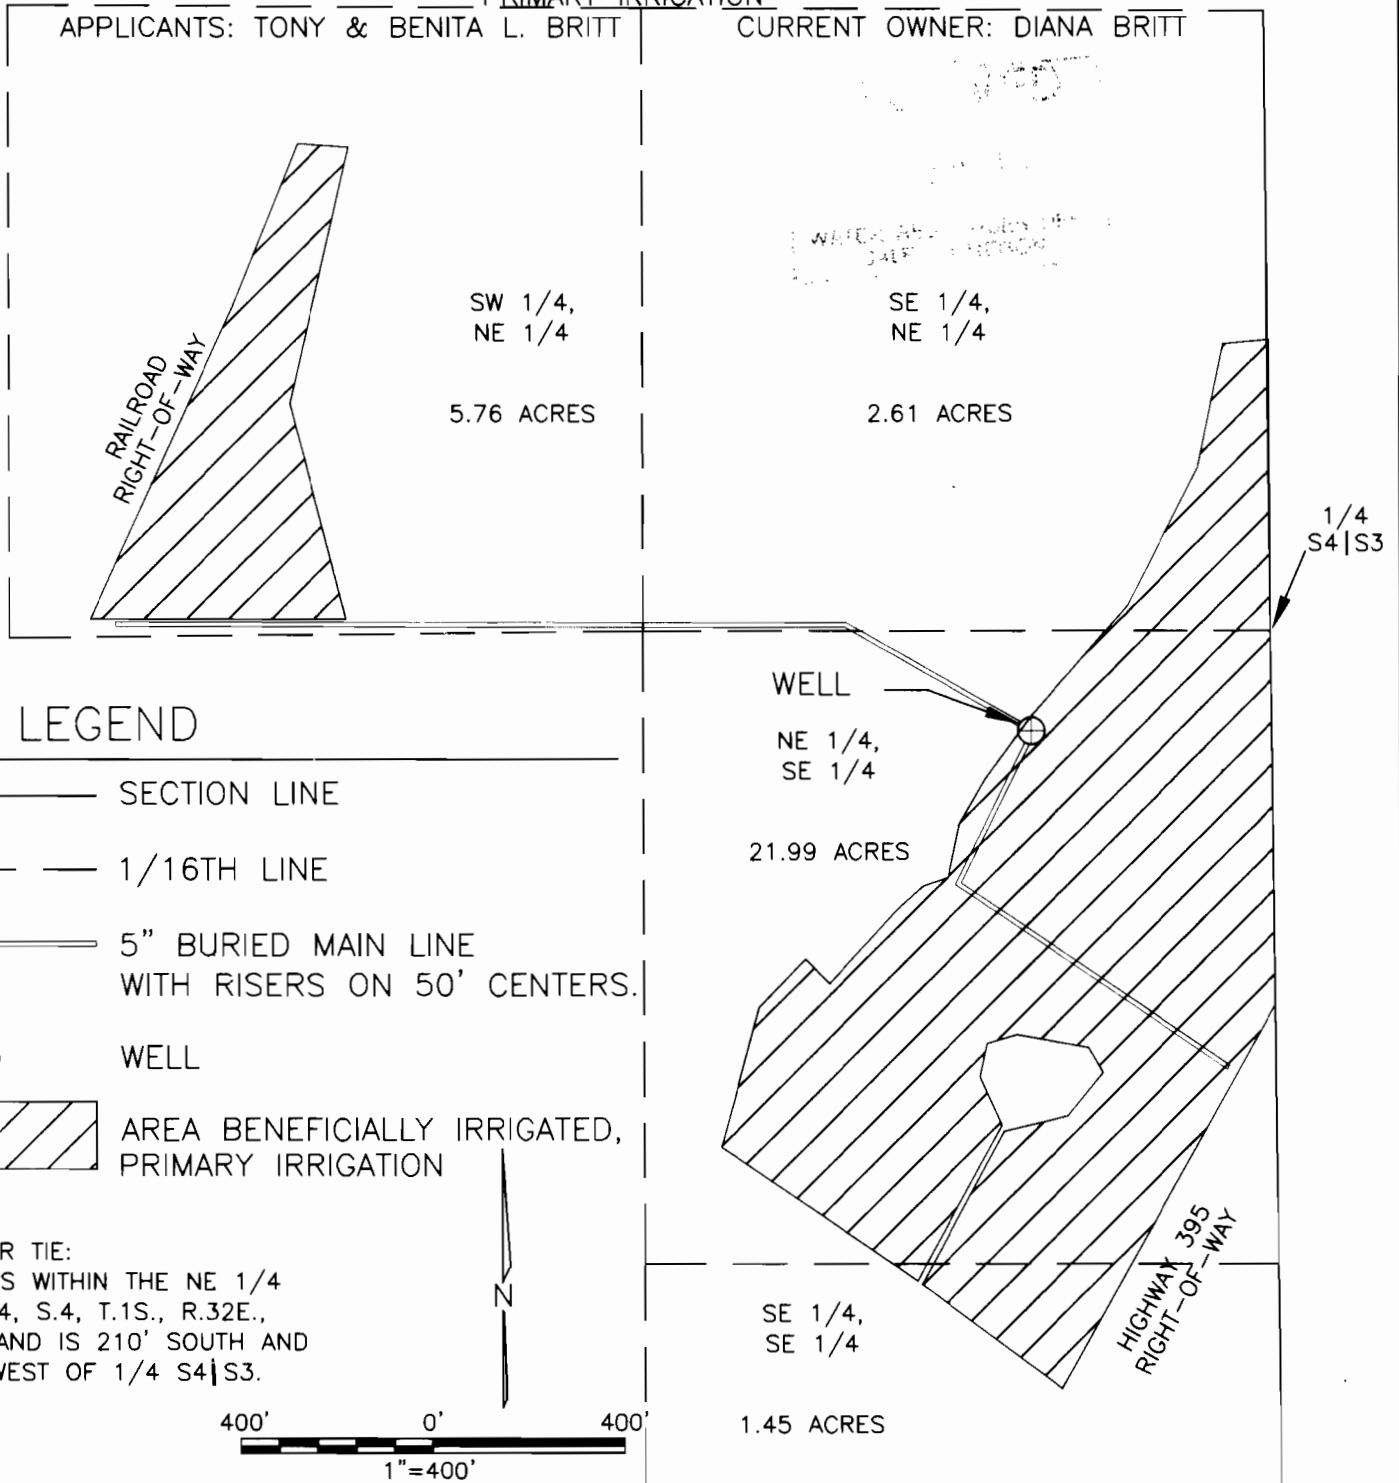 PRIMARY IRRIGATION
APPLICANTS: TONY & BENITA L. BRITT
CURRENT OWNER: DIANA BRITT
SW 1/4,
NE 1/4
5.76 ACRES
SE 1/4,
NE 1/4
2.61 ACRES
RAILROAD
RIGHT-OF-WAY
1/4
S4|S3
WELL
NE 1/4,
SE 1/4
21.99 ACRES
LEGEND
SECTION LINE
1/16TH LINE
5" BURIED MAIN LINE
WITH RISERS ON 50' CENTERS.
WELL
AREA BENEFICIALLY IRRIGATED,
PRIMARY IRRIGATION
R TIE:
S WITHIN THE NE 1/4
4, S.4, T.1S., R.32E.,
AND IS 210' SOUTH AND
WEST OF 1/4 S4|S3.
N
400' 0' 400'
1"=400'
SE 1/4,
SE 1/4
1.45 ACRES
HIGHWAY 395
RIGHT-OF-WAY